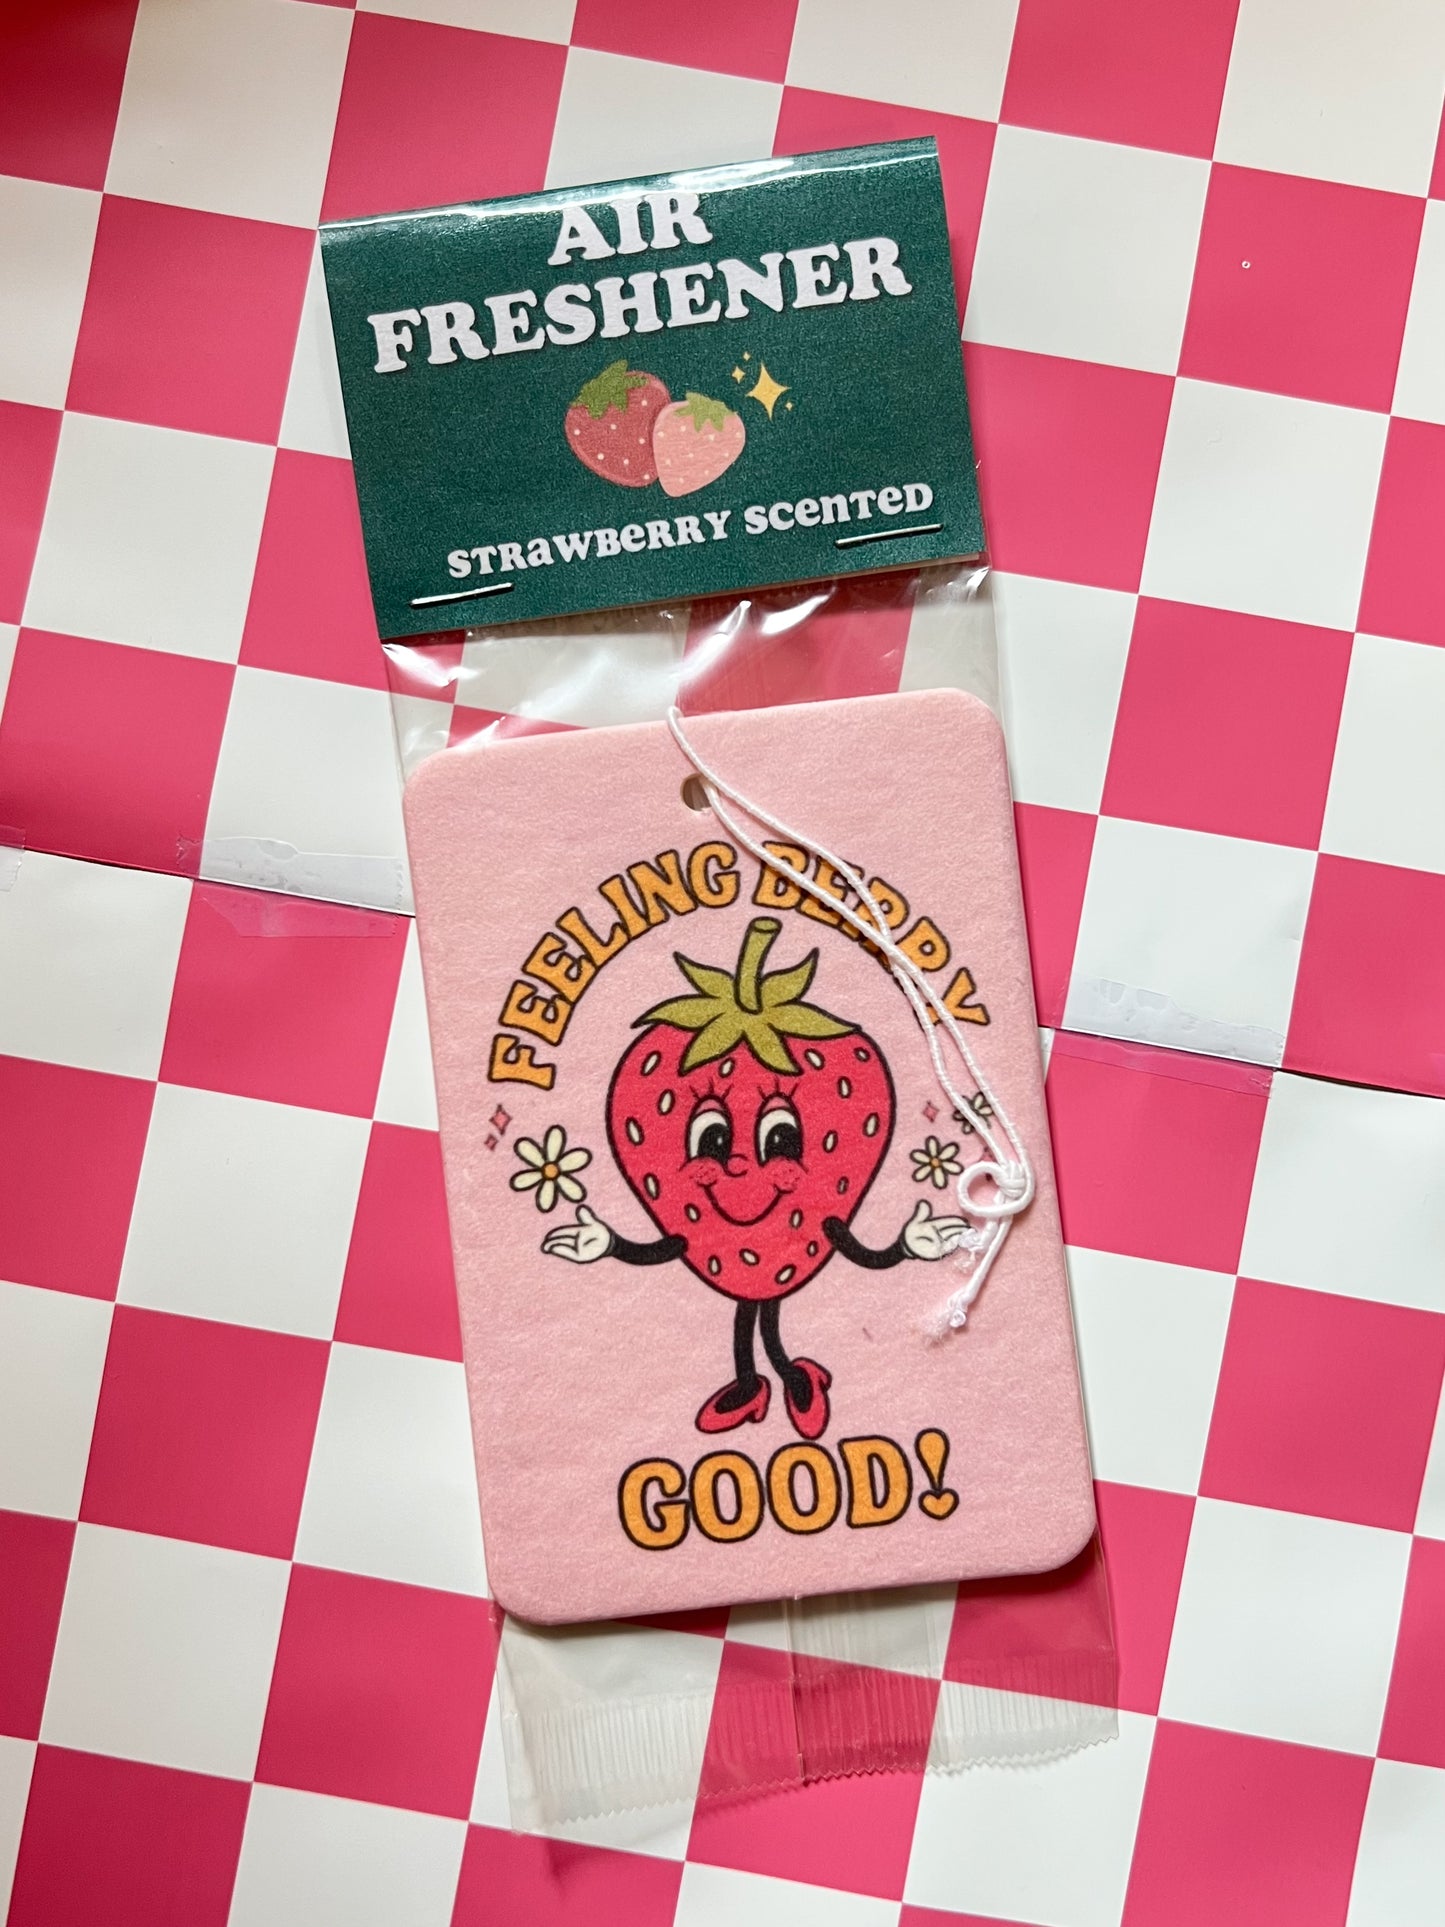 AIR
FRESHENER
STRAWBERRY SCENTED
FEELING BERRY
GOOD!